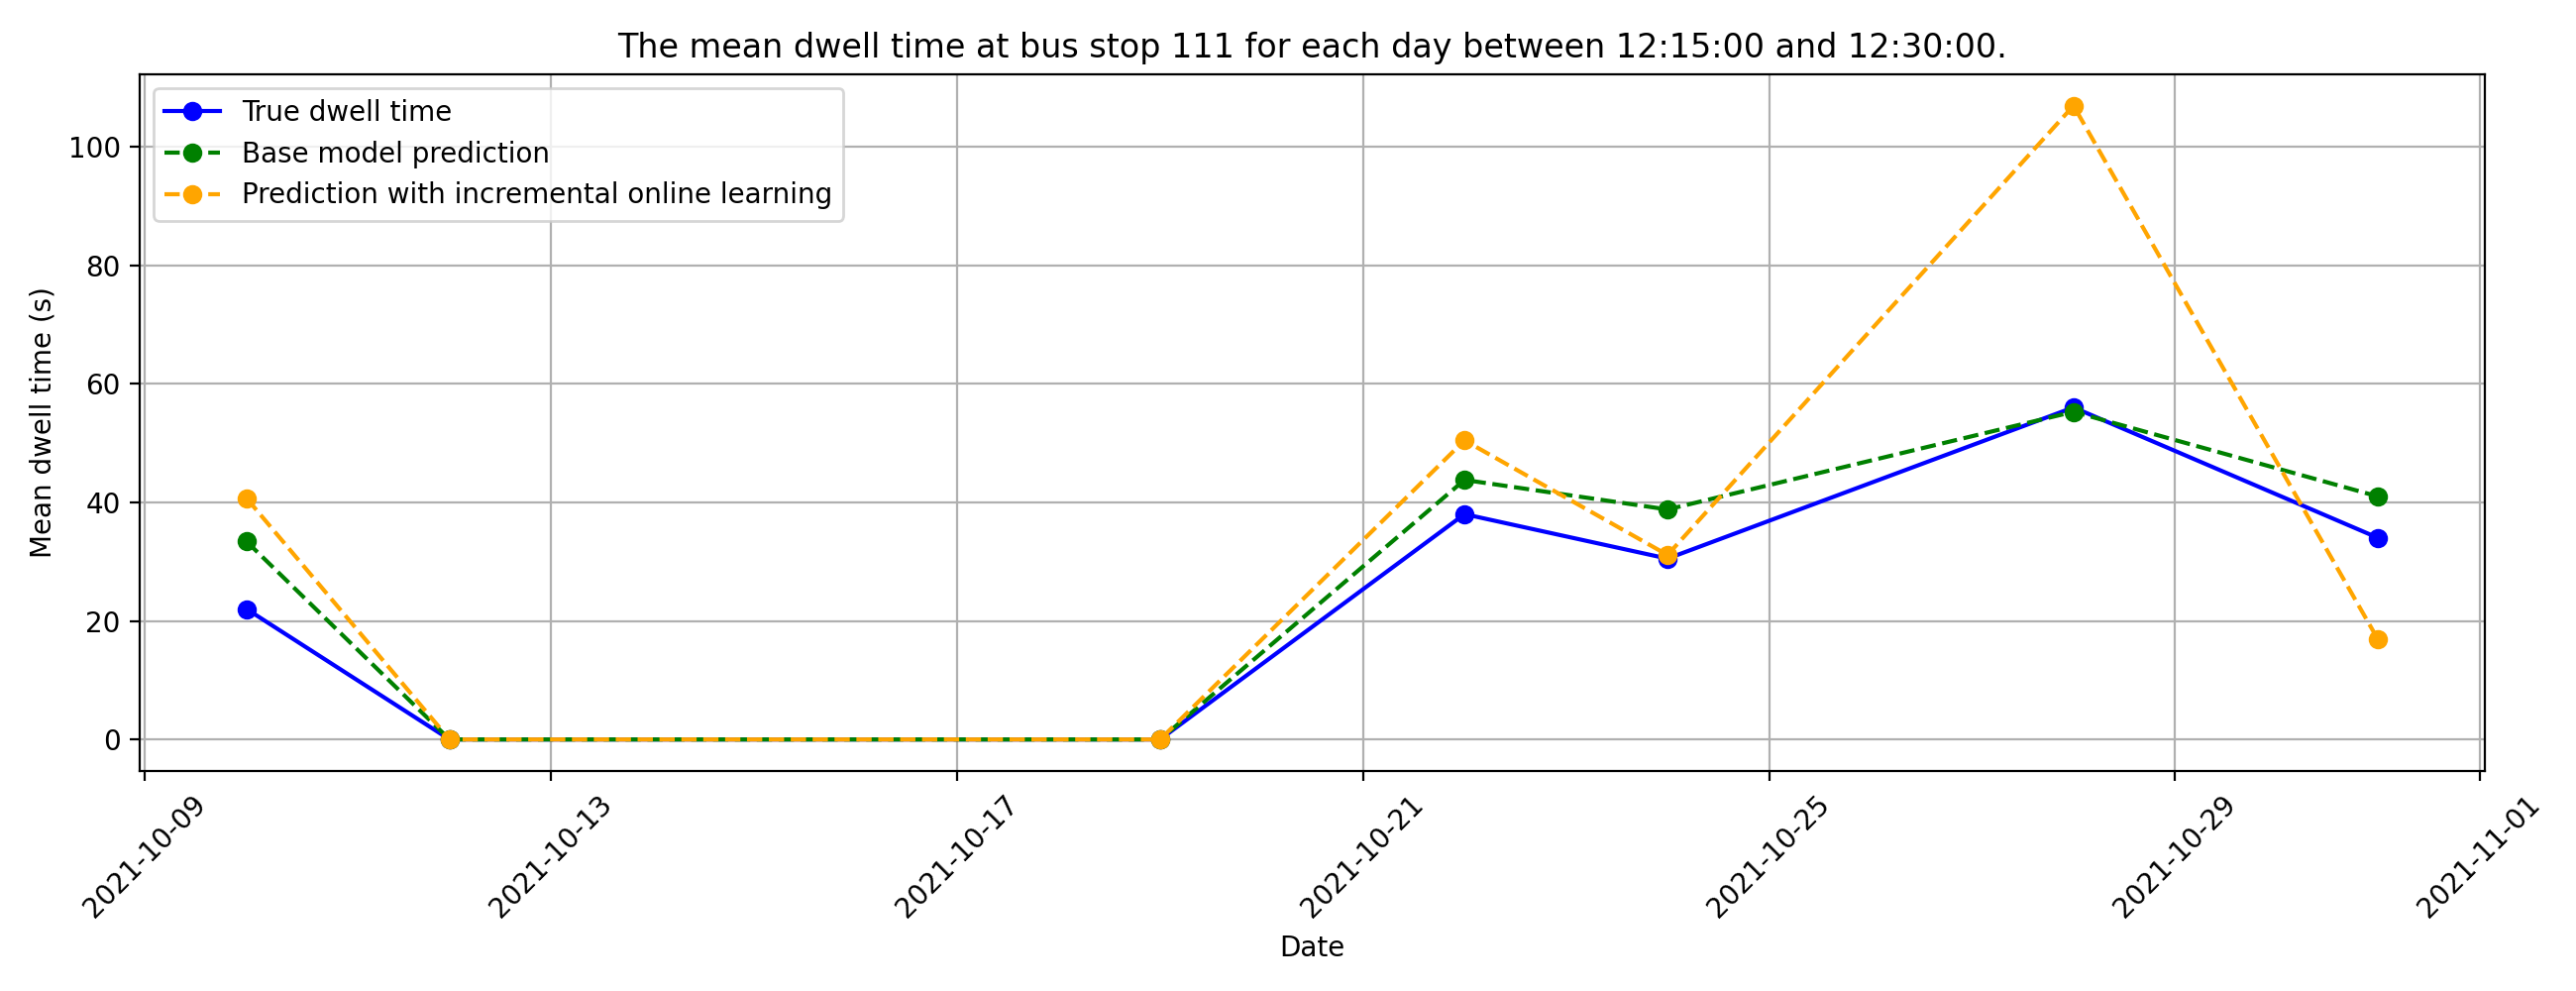 The mean dwell time at bus stop 111 for each day between 12:15:00 and 12:30:00.
True dwell time
Base model prediction
Prediction with incremental online learning
Mean dwell time (s)
100
80
60
40
20
0
2021-10-09
2021-10-13
2021-10-17
2021-10-21
2021-10-25
2021-10-29
2021-11-01
Date